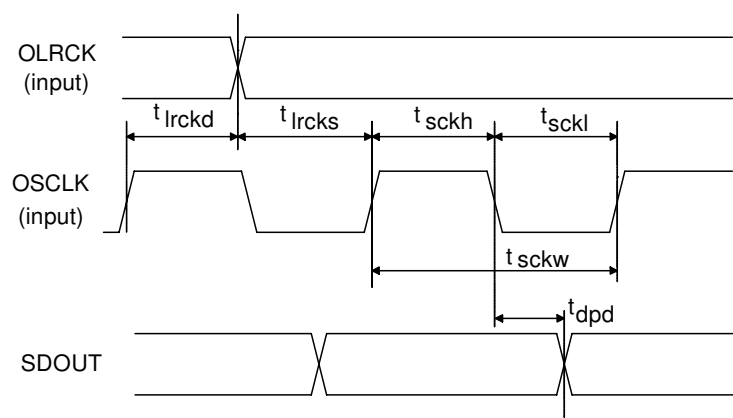 OLRCK
(input)
t lrckd
t lrcks
t sckh
t sckl
OSCLK
(input)
t sckw
t dpd
SDOUT